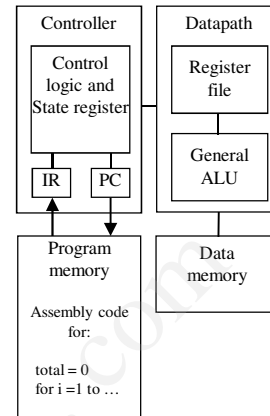 Controller
Control
logic and
State register
IR
PC
Datapath
Register
file
General
ALU
Program
memory
Assembly code
for:
total = 0
for i =1 to …
Data
memory